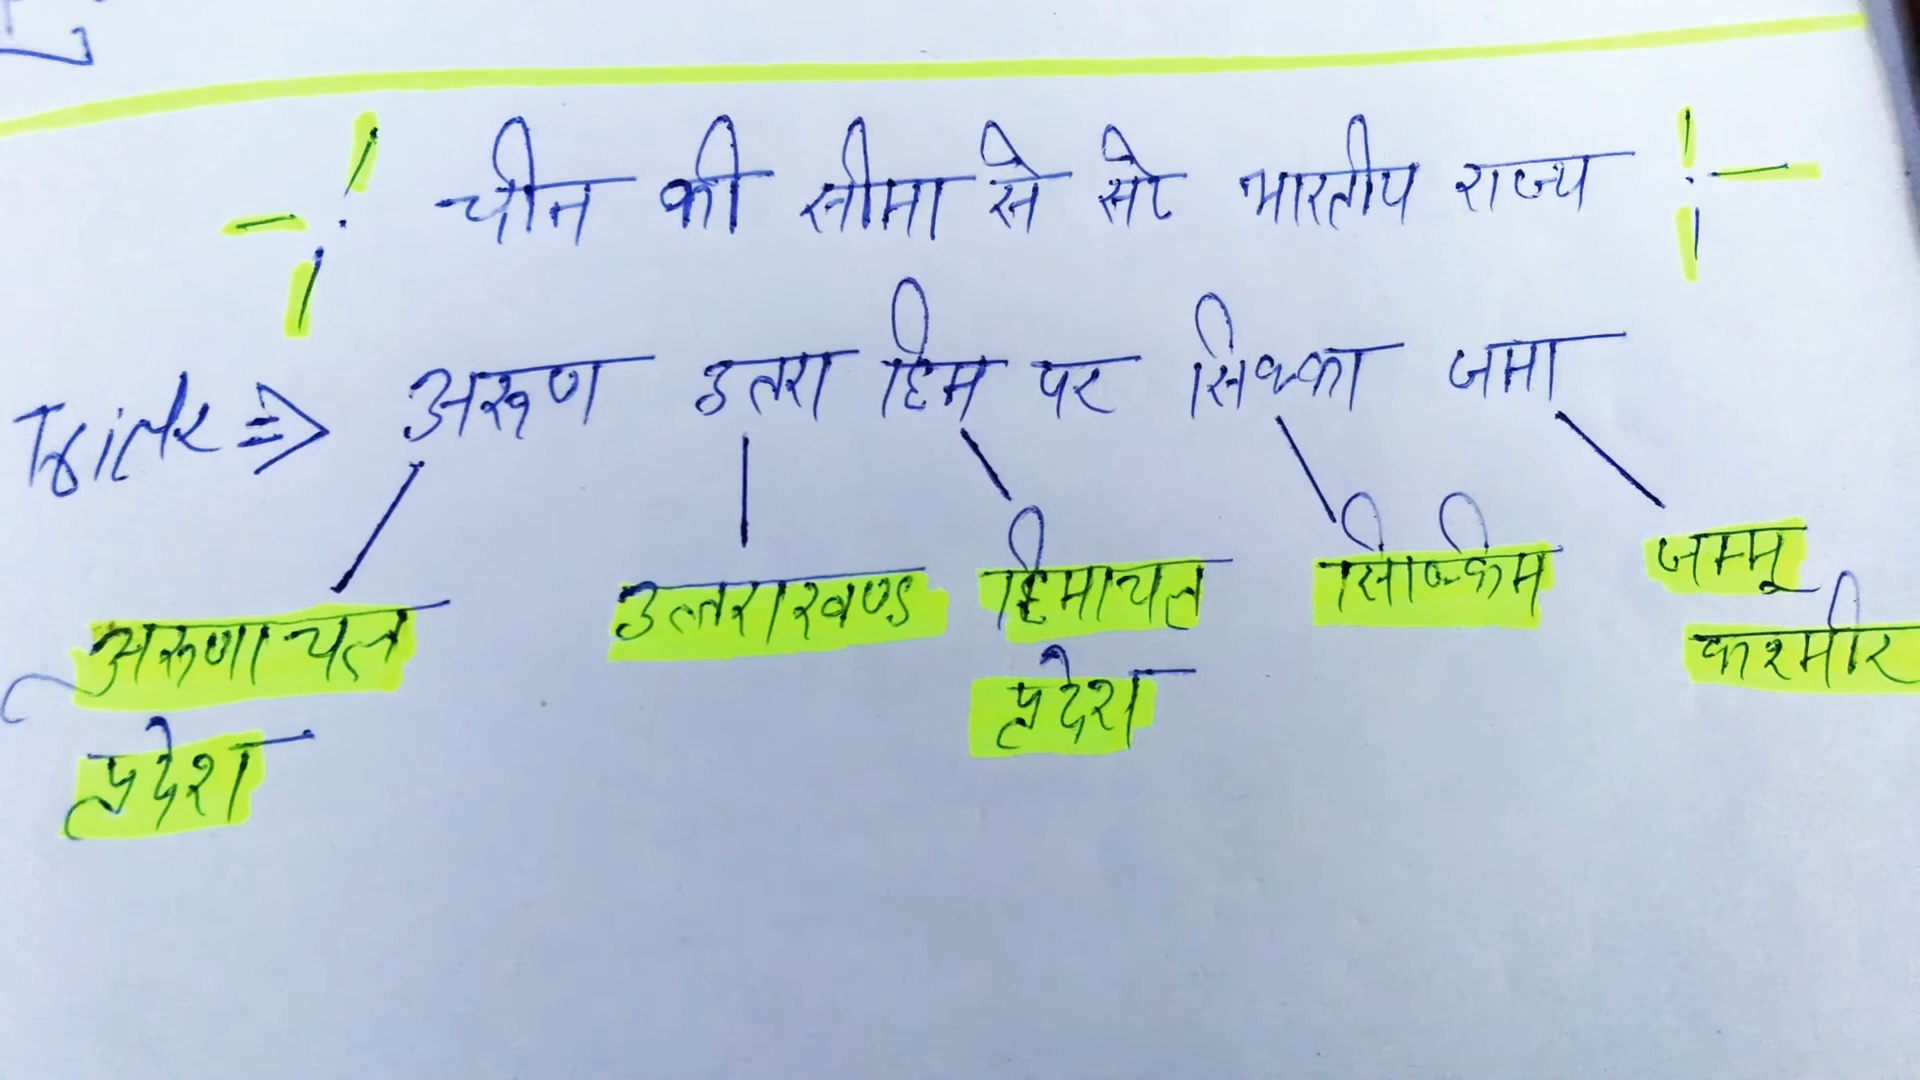 चीन की सीमा से सटे भारतीय राज्य
Trick ⇒ अरूण उतरा हिम पर सिक्का जमा
अरूणाचल प्रदेश
उत्तराखण्ड
हिमाचल प्रदेश
सिक्किम
जम्मू कश्मीर